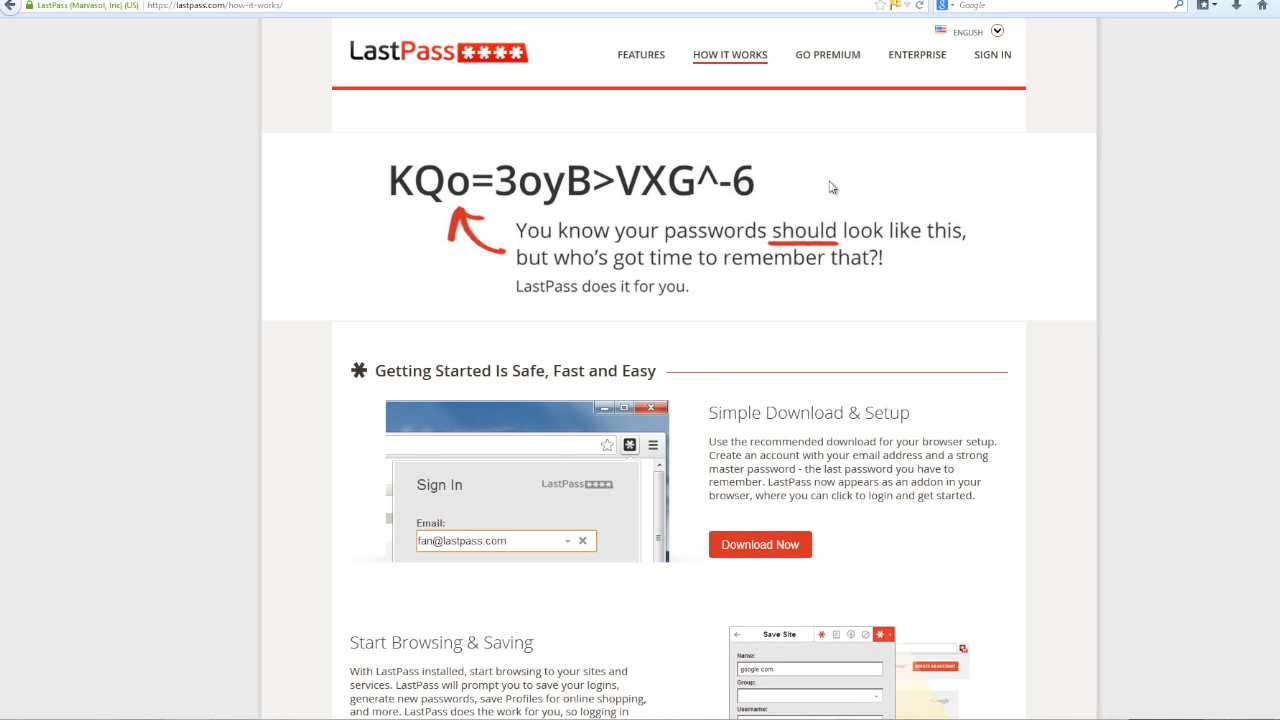 LastPass (Marvasol, Inc) (US)
https://lastpass.com/how-it-works/
Google
ENGLISH
LastPass ****
FEATURES
HOW IT WORKS
GO PREMIUM
ENTERPRISE
SIGN IN
KQo=3oyB>VXG^-6
You know your passwords should look like this,
but who's got time to remember that?!
LastPass does it for you.
Getting Started Is Safe, Fast and Easy
Sign In
LastPass ****
Email:
fan@lastpass.com
Simple Download & Setup
Use the recommended download for your browser setup.
Create an account with your email address and a strong
master password - the last password you have to
remember. LastPass now appears as an addon in your
browser, where you can click to login and get started.
Download Now
Start Browsing & Saving
With LastPass installed, start browsing to your sites and
services. LastPass will prompt you to save your logins,
generate new passwords, save Profiles for online shopping,
and more. LastPass does the work for you, so logging in
Save Site
Name:
google.com
Group:
Username:
CREATE AN ACCOUNT
Google